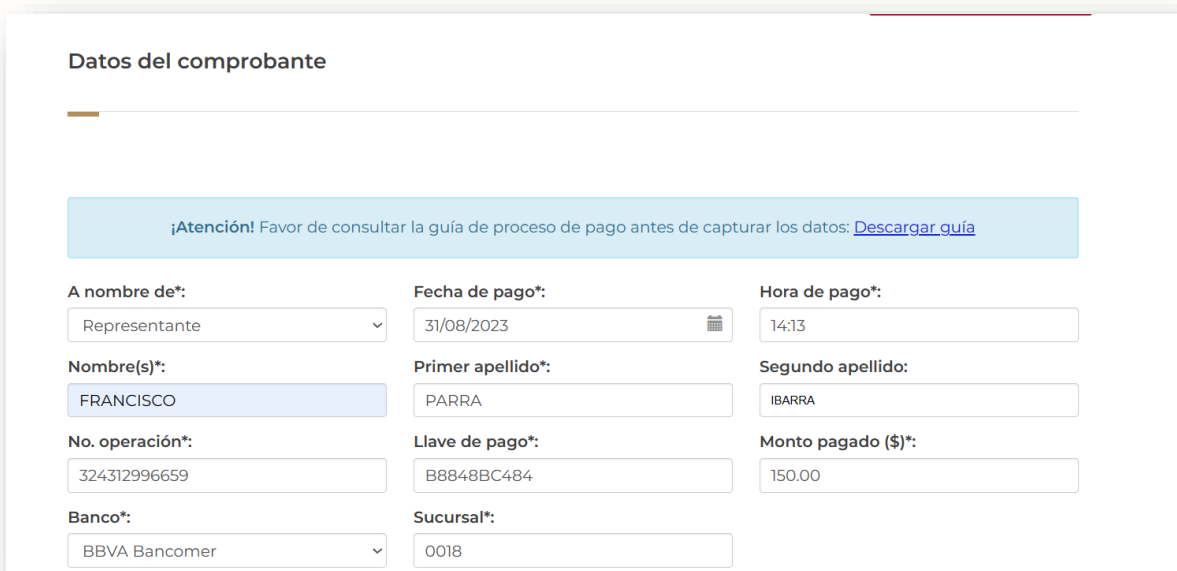 Datos del comprobante
¡Atención! Favor de consultar la guía de proceso de pago antes de capturar los datos: Descargar guía
A nombre de*: Fecha de pago*: Hora de pago*:
Representante 31/08/2023 14:13
Nombre(s)*: Primer apellido*: Segundo apellido:
FRANCISCO PARRA IBARRA
No. operación*: Llave de pago*: Monto pagado ($)*:
324312996659 B8848BC484 150.00
Banco*: Sucursal*:
BBVA Bancomer 0018